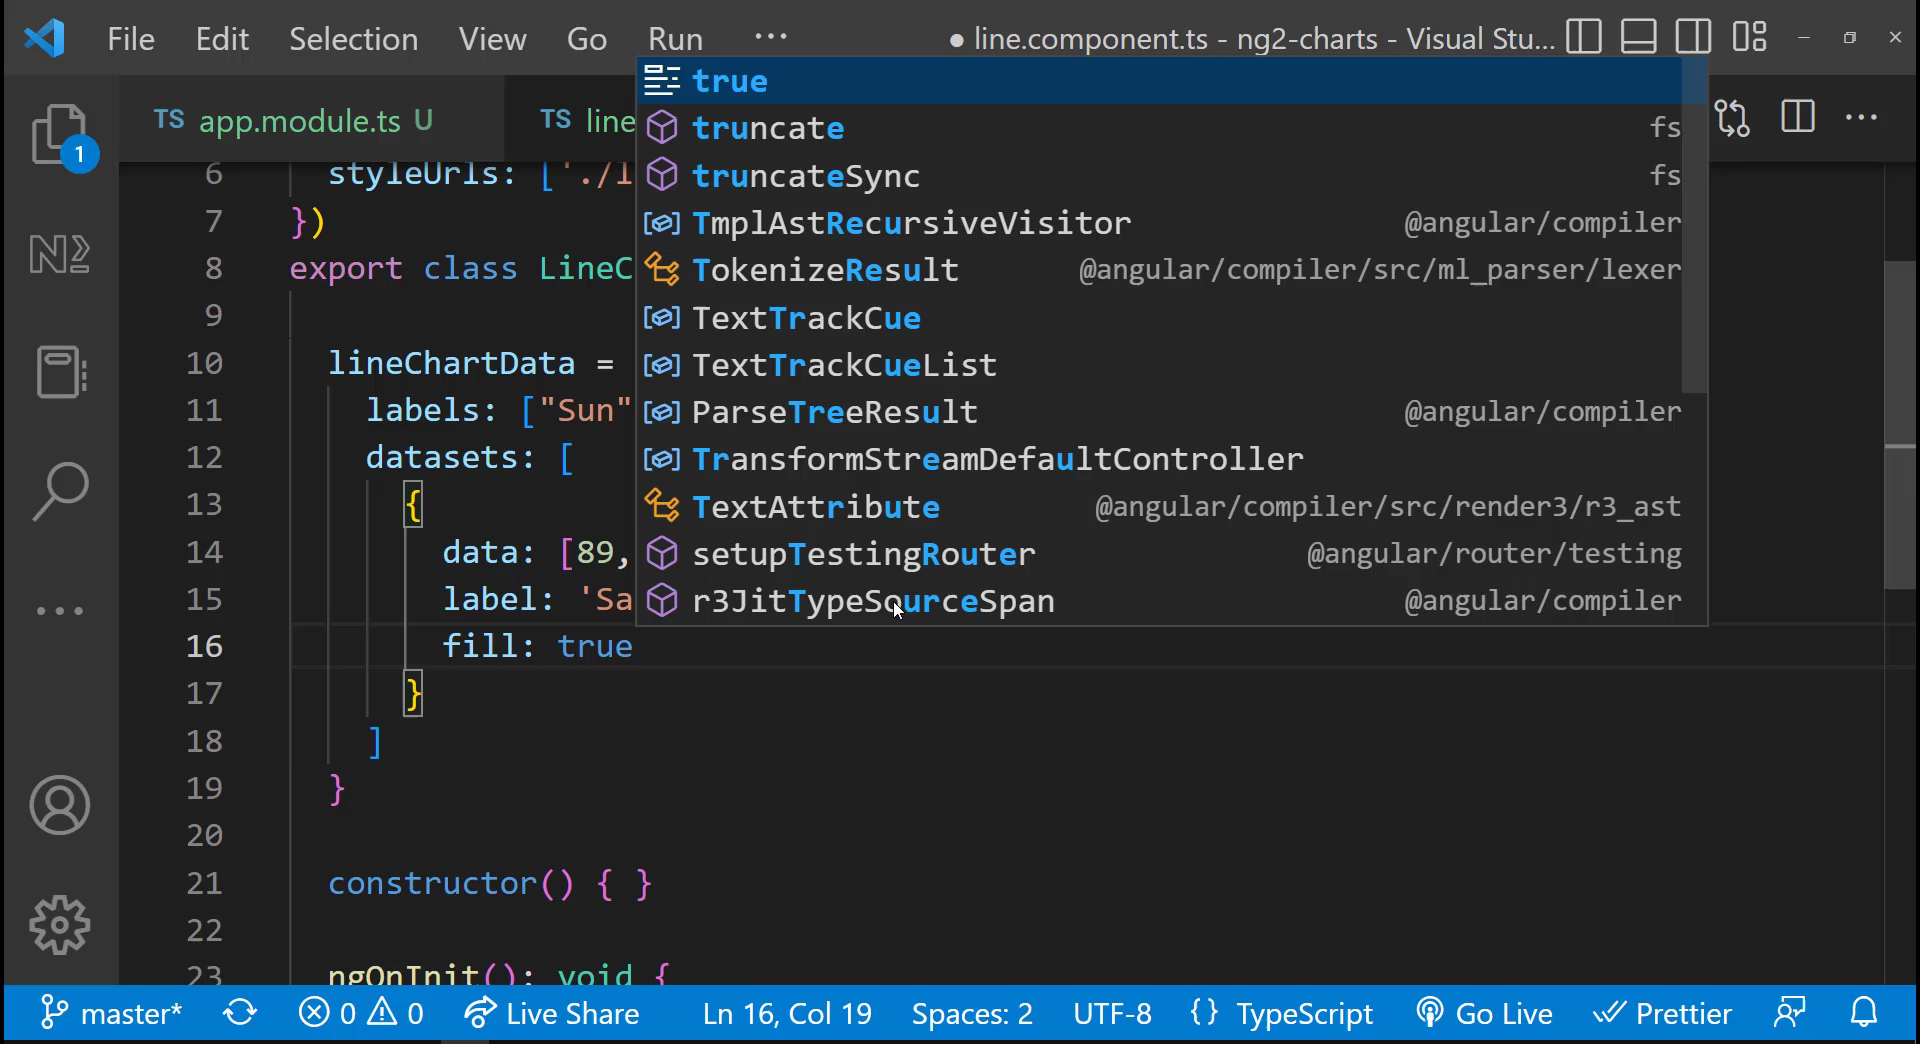 File Edit Selection View Go Run ··· ● line.component.ts - ng2-charts - Visual Stu...
TS app.module.ts U TS line
1
true
truncate fs
truncateSync fs
TmplAstRecursiveVisitor @angular/compiler
TokenizeResult @angular/compiler/src/ml_parser/lexer
TextTrackCue
TextTrackCueList
ParseTreeResult @angular/compiler
TransformStreamDefaultController
TextAttribute @angular/compiler/src/render3/r3_ast
setupTestingRouter @angular/router/testing
r3JitTypeSourceSpan @angular/compiler
6 styleUrls: ['./l
7 })
8 export class LineC
9
10 lineChartData =
11 labels: ["Sun"
12 datasets: [
13 {
14 data: [89,
15 label: 'Sa
16 fill: true
17 }
18 ]
19 }
20
21 constructor() { }
22
23 ngOnInit(): void {
master* 0 0 Live Share Ln 16, Col 19 Spaces: 2 UTF-8 {} TypeScript Go Live Prettier